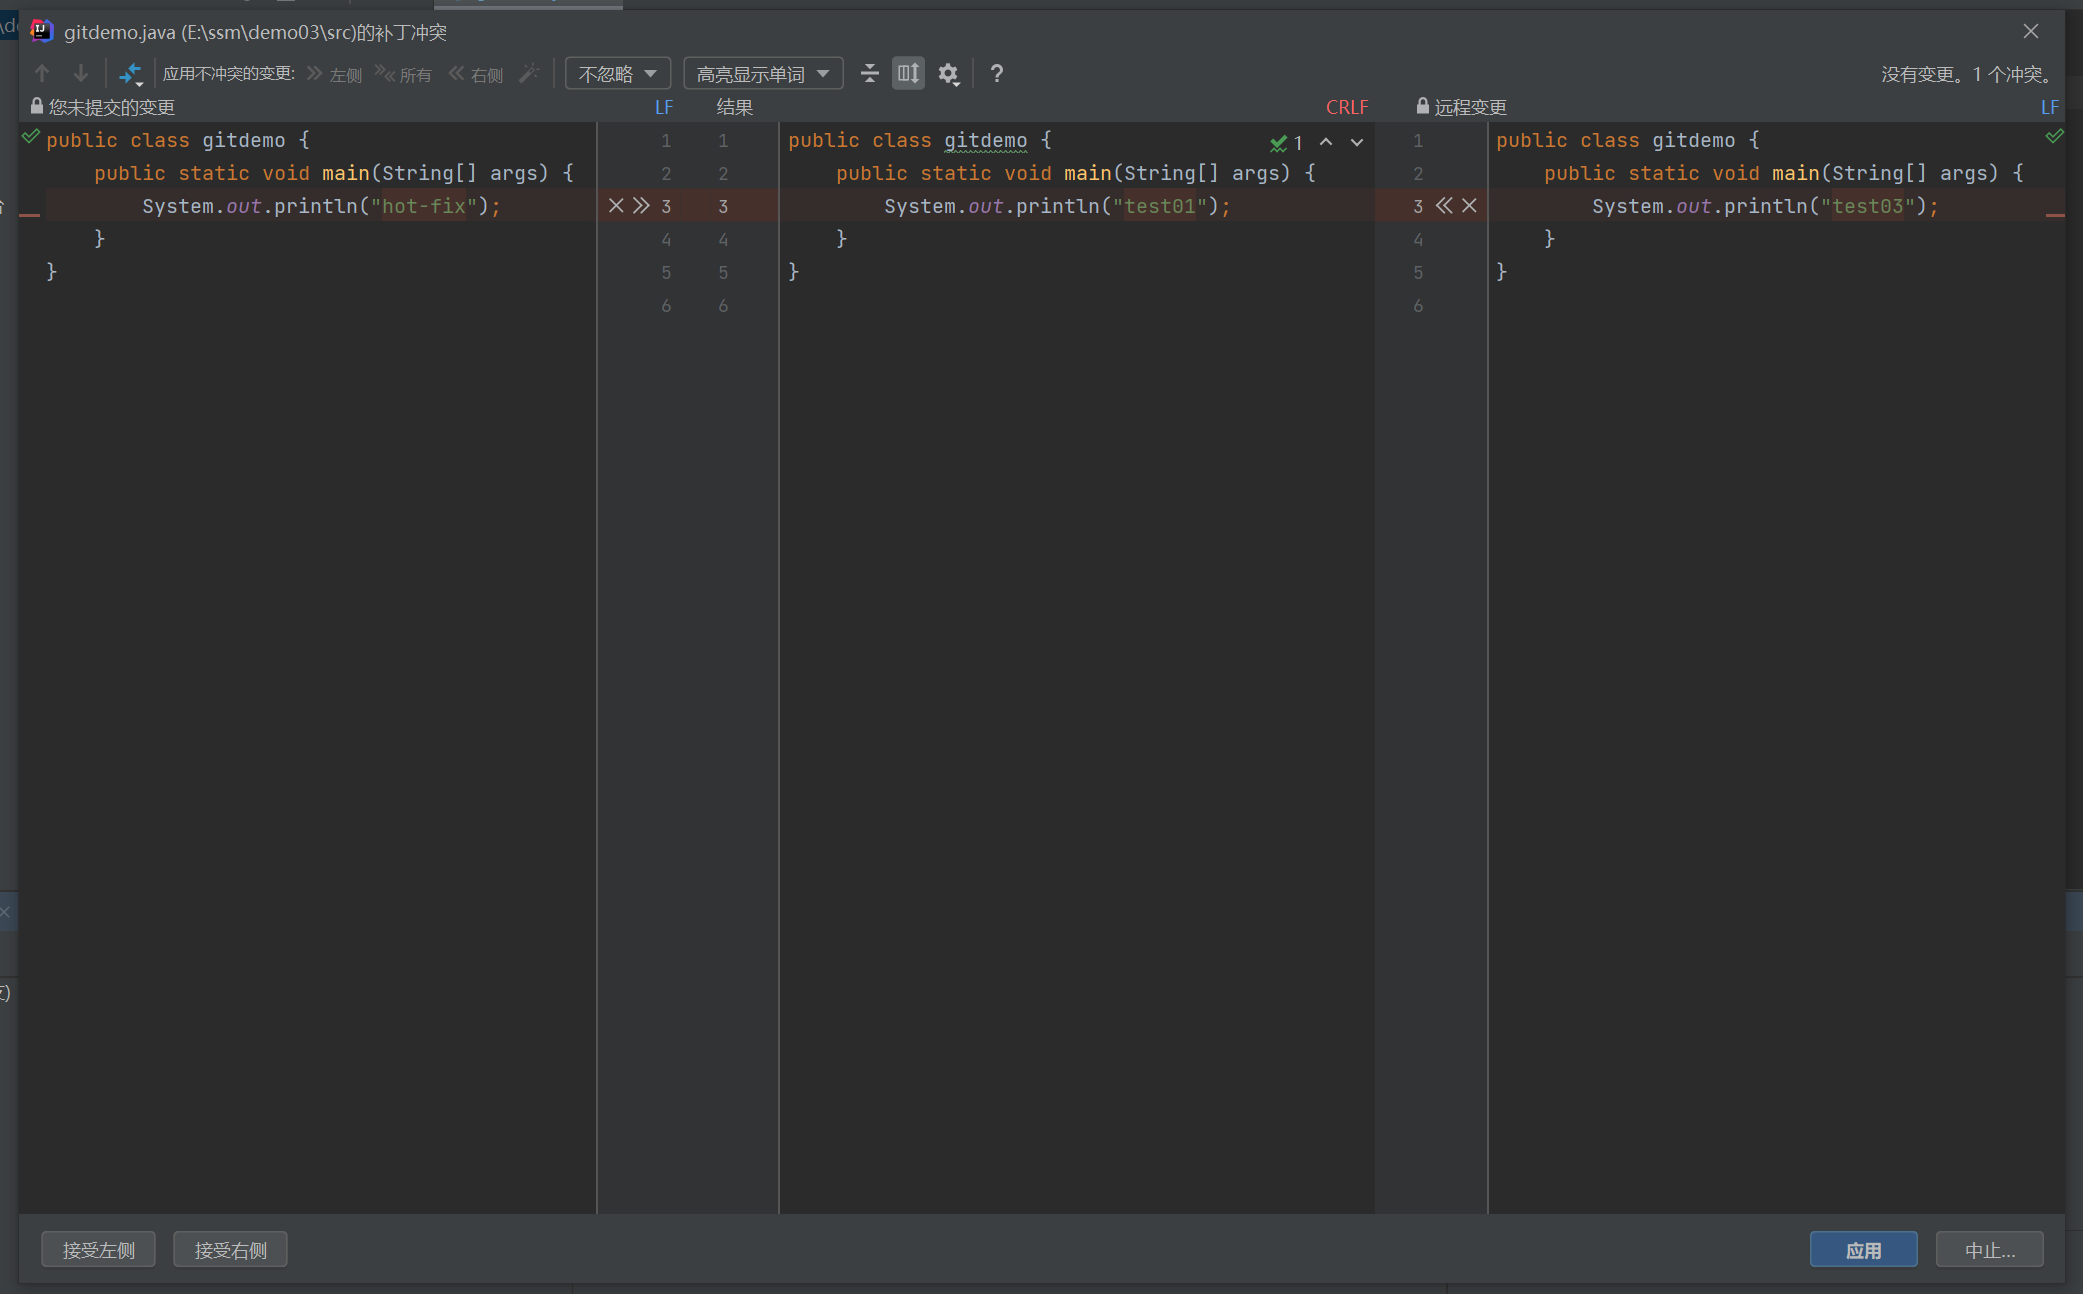 gitdemo.java (E:\ssm\demo03\src)的补丁冲突
应用不冲突的变更: 左侧 所有 右侧 不忽略 高亮显示单词 ? 没有变更。1 个冲突。
您未提交的变更 LF 结果 CRLF 远程变更 LF
public class gitdemo {
    public static void main(String[] args) {
        System.out.println("hot-fix");
    }
}
1
2
3
4
5
6
1
2
3
4
5
6
public class gitdemo {
    public static void main(String[] args) {
        System.out.println("test01");
    }
}
1
1
2
3
4
5
6
public class gitdemo {
    public static void main(String[] args) {
        System.out.println("test03");
    }
}
接受左侧 接受右侧 应用 中止...